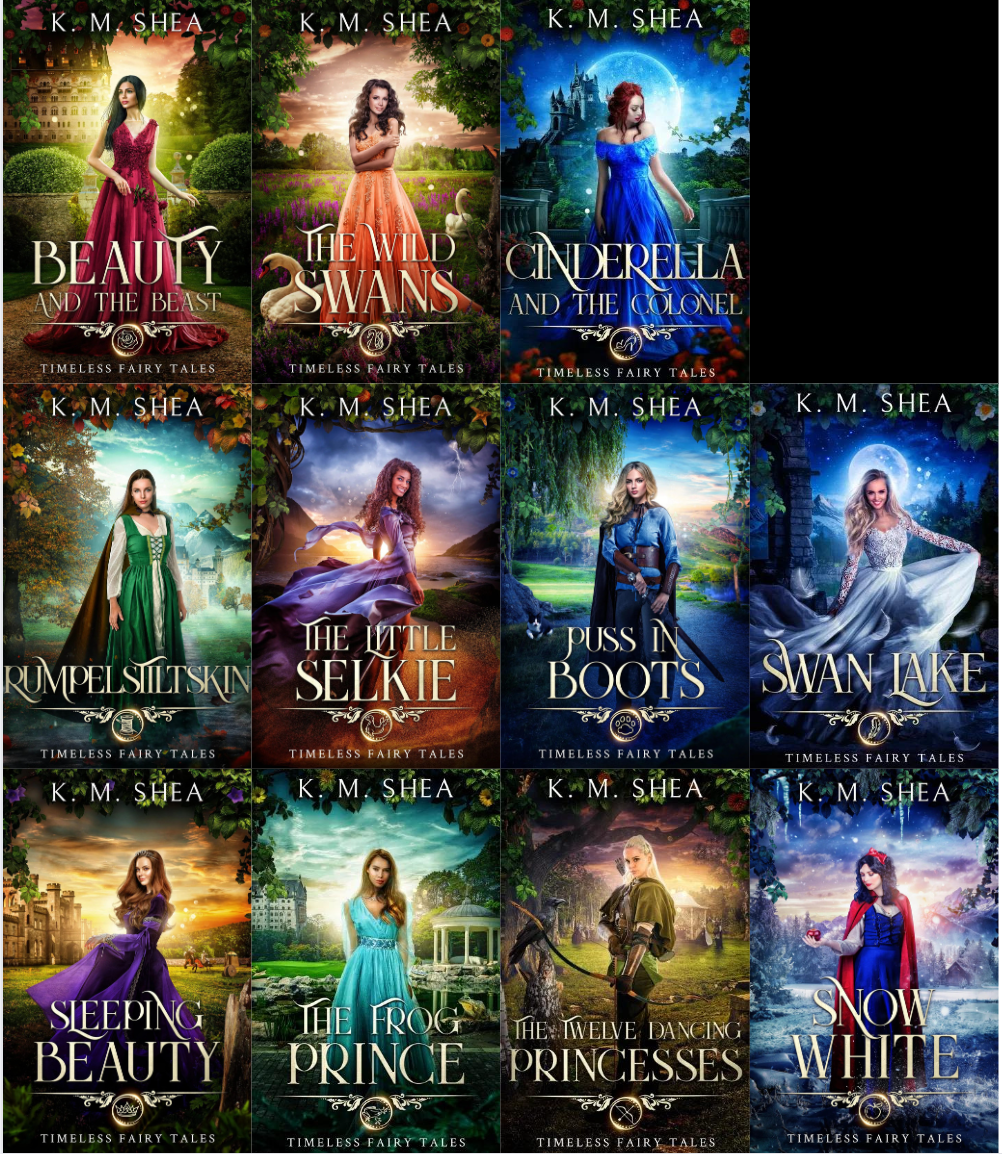 K. M. SHEA
BEAUTY
AND THE BEAST
TIMELESS FAIRY TALES
K. M. SHEA
THE WILD
SWANS
TIMELESS FAIRY TALES
K. M. SHEA
CINDERELLA
AND THE COLONEL
TIMELESS FAIRY TALES
K. M. SHEA
RUMPELSTILTSKIN
TIMELESS FAIRY TALES
K. M. SHEA
THE LITTLE
SELKIE
TIMELESS FAIRY TALES
K. M. SHEA
PUSS IN
BOOTS
TIMELESS FAIRY TALES
K. M. SHEA
SWAN LAKE
TIMELESS FAIRY TALES
K. M. SHEA
SLEEPING
BEAUTY
TIMELESS FAIRY TALES
K. M. SHEA
THE FROG
PRINCE
TIMELESS FAIRY TALES
K. M. SHEA
THE TWELVE DANCING
PRINCESSES
TIMELESS FAIRY TALES
K. M. SHEA
SNOW
WHITE
TIMELESS FAIRY TALES